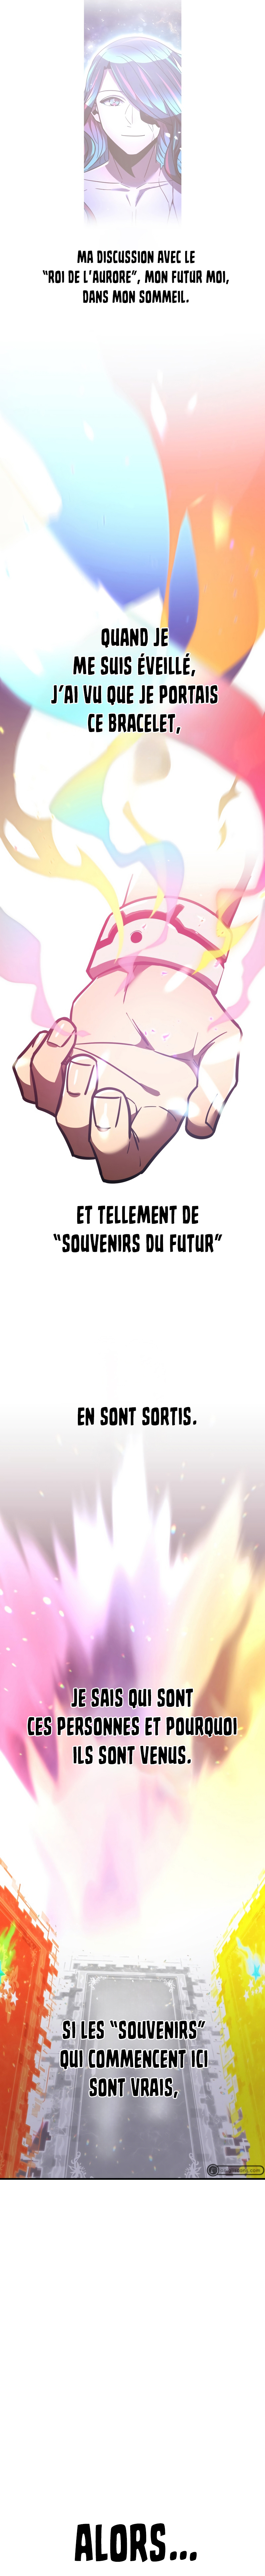 MA DISCUSSION AVEC LE
"ROI DE L'AURORE", MON FUTUR MOI,
DANS MON SOMMEIL.
QUAND JE
ME SUIS ÉVEILLÉ,
J'AI VU QUE JE PORTAIS
CE BRACELET,
ET TELLEMENT DE
"SOUVENIRS DU FUTUR"
EN SONT SORTIS.
JE SAIS QUI SONT
CES PERSONNES ET POURQUOI
ILS SONT VENUS.
SI LES "SOUVENIRS"
QUI COMMENCENT ICI
SONT VRAIS,
ALORS...